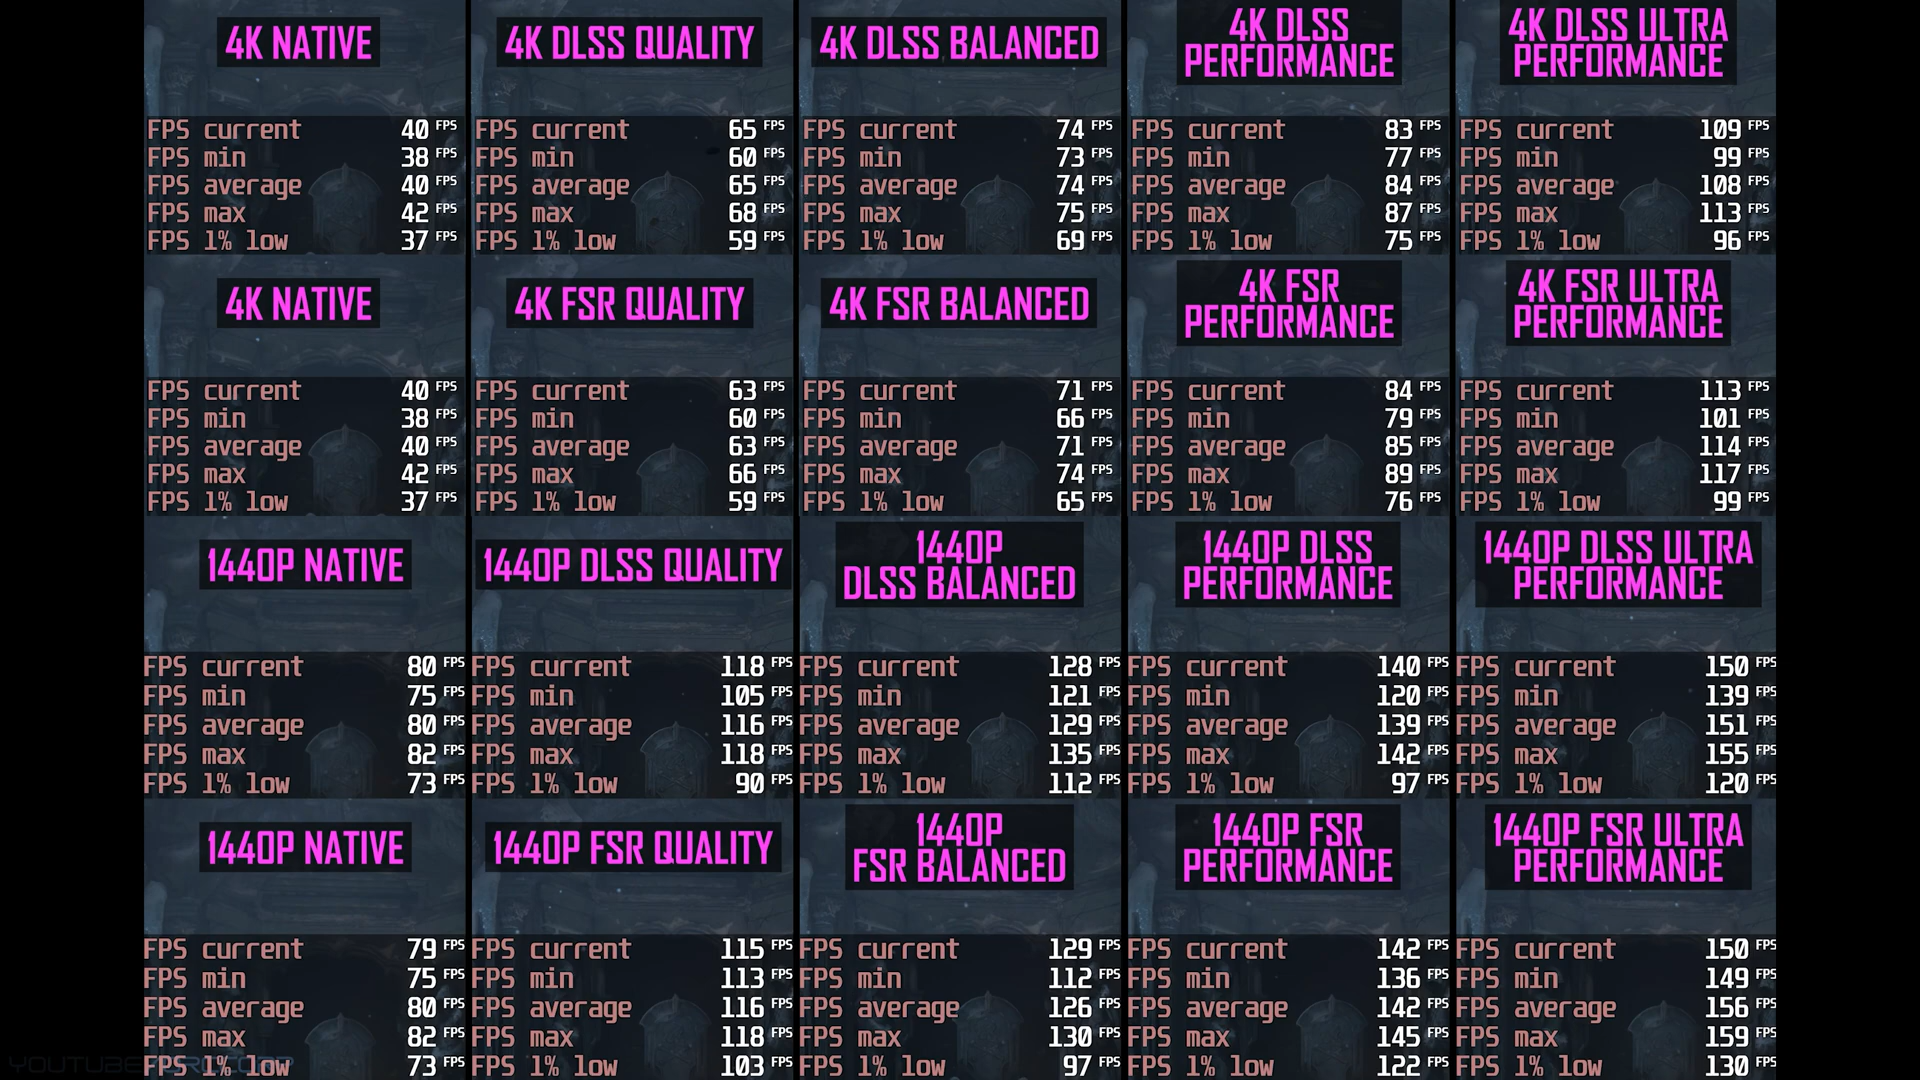 4K NATIVE
FPS current 40 FPS
FPS min 38 FPS
FPS average 40 FPS
FPS max 42 FPS
FPS 1% low 37 FPS
4K DLSS QUALITY
FPS current 65 FPS
FPS min 60 FPS
FPS average 65 FPS
FPS max 68 FPS
FPS 1% low 59 FPS
4K DLSS BALANCED
FPS current 74 FPS
FPS min 73 FPS
FPS average 74 FPS
FPS max 75 FPS
FPS 1% low 69 FPS
4K DLSS
PERFORMANCE
FPS current 83 FPS
FPS min 77 FPS
FPS average 84 FPS
FPS max 87 FPS
FPS 1% low 75 FPS
4K DLSS ULTRA
PERFORMANCE
FPS current 109 FPS
FPS min 99 FPS
FPS average 108 FPS
FPS max 113 FPS
FPS 1% low 96 FPS
4K NATIVE
FPS current 40 FPS
FPS min 38 FPS
FPS average 40 FPS
FPS max 42 FPS
FPS 1% low 37 FPS
4K FSR QUALITY
FPS current 63 FPS
FPS min 60 FPS
FPS average 63 FPS
FPS max 66 FPS
FPS 1% low 59 FPS
4K FSR BALANCED
FPS current 71 FPS
FPS min 66 FPS
FPS average 71 FPS
FPS max 74 FPS
FPS 1% low 65 FPS
4K FSR
PERFORMANCE
FPS current 84 FPS
FPS min 79 FPS
FPS average 85 FPS
FPS max 89 FPS
FPS 1% low 76 FPS
4K FSR ULTRA
PERFORMANCE
FPS current 113 FPS
FPS min 101 FPS
FPS average 114 FPS
FPS max 117 FPS
FPS 1% low 99 FPS
1440P NATIVE
FPS current 80 FPS
FPS min 75 FPS
FPS average 80 FPS
FPS max 82 FPS
FPS 1% low 73 FPS
1440P DLSS QUALITY
FPS current 118 FPS
FPS min 105 FPS
FPS average 116 FPS
FPS max 118 FPS
FPS 1% low 90 FPS
1440P
DLSS BALANCED
FPS current 128 FPS
FPS min 121 FPS
FPS average 129 FPS
FPS max 135 FPS
FPS 1% low 112 FPS
1440P DLSS
PERFORMANCE
FPS current 140 FPS
FPS min 120 FPS
FPS average 139 FPS
FPS max 142 FPS
FPS 1% low 97 FPS
1440P DLSS ULTRA
PERFORMANCE
FPS current 150 FPS
FPS min 139 FPS
FPS average 151 FPS
FPS max 155 FPS
FPS 1% low 120 FPS
1440P NATIVE
FPS current 79 FPS
FPS min 75 FPS
FPS average 80 FPS
FPS max 82 FPS
FPS 1% low 73 FPS
1440P FSR QUALITY
FPS current 115 FPS
FPS min 113 FPS
FPS average 116 FPS
FPS max 118 FPS
FPS 1% low 103 FPS
1440P
FSR BALANCED
FPS current 129 FPS
FPS min 112 FPS
FPS average 126 FPS
FPS max 130 FPS
FPS 1% low 97 FPS
1440P FSR
PERFORMANCE
FPS current 142 FPS
FPS min 136 FPS
FPS average 142 FPS
FPS max 145 FPS
FPS 1% low 122 FPS
1440P FSR ULTRA
PERFORMANCE
FPS current 150 FPS
FPS min 149 FPS
FPS average 156 FPS
FPS max 159 FPS
FPS 1% low 130 FPS